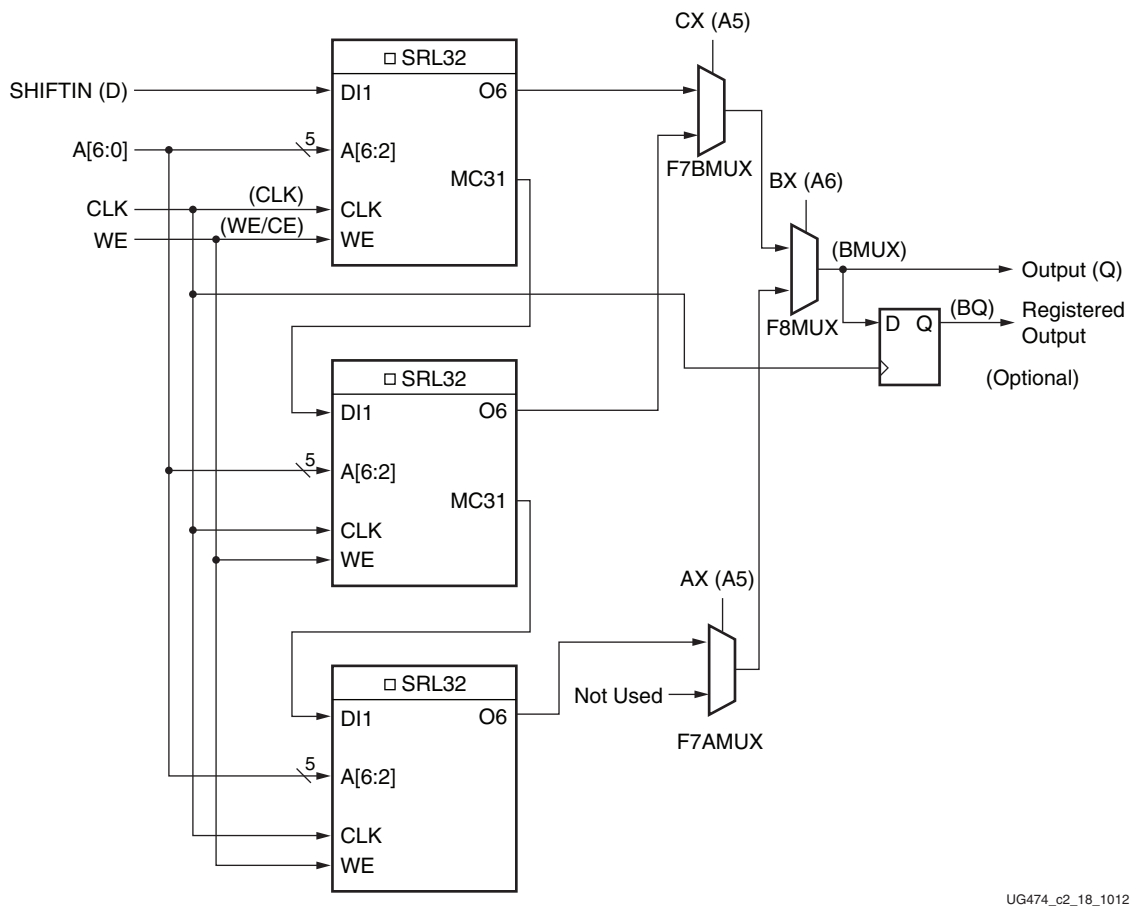 CX (A5)
□ SRL32
SHIFTIN (D)
DI1
O6
A[6:0]
5
A[6:2]
MC31
F7BMUX
BX (A6)
CLK
(CLK)
CLK
WE
(WE/CE)
WE
(BMUX)
Output (Q)
F8MUX
D Q
(BQ)
Registered
Output
(Optional)
□ SRL32
DI1
O6
5
A[6:2]
MC31
CLK
WE
AX (A5)
□ SRL32
Not Used
DI1
O6
F7AMUX
5
A[6:2]
CLK
WE
UG474_c2_18_1012